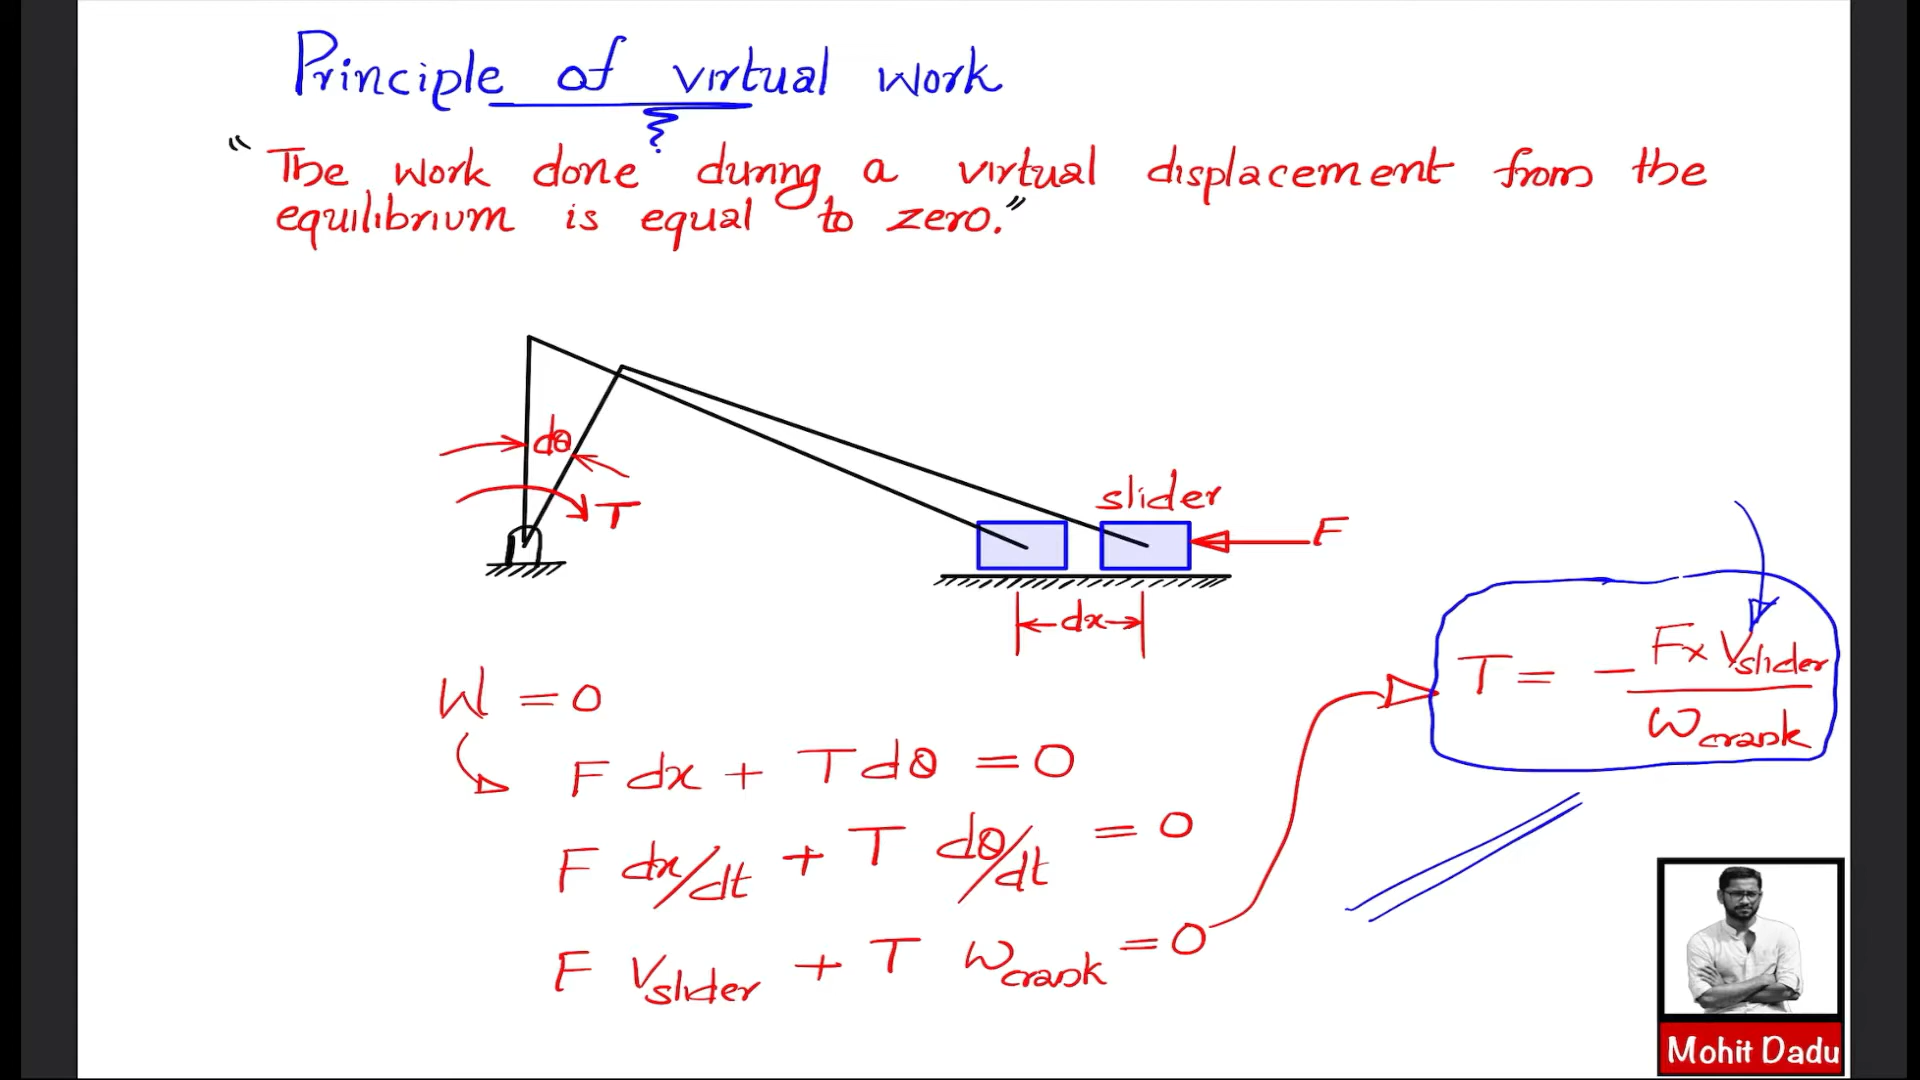 Principle of virtual work
“ The work done during a virtual displacement from the
equilibrium is equal to zero.”
dθ
T
slider
F
dx
W = 0
F dx + T dθ = 0
F dx/dt + T dθ/dt = 0
F Vslider + T ωcrank = 0
T = - F× Vslider
ωcrank
Mohit Dadu